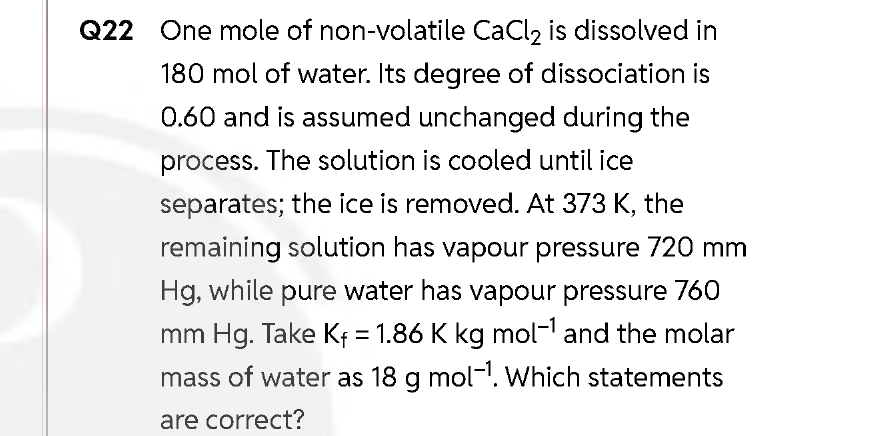 Q22 One mole of non-volatile CaCl₂ is dissolved in
180 mol of water. Its degree of dissociation is
0.60 and is assumed unchanged during the
process. The solution is cooled until ice
separates; the ice is removed. At 373 K, the
remaining solution has vapour pressure 720 mm
Hg, while pure water has vapour pressure 760
mm Hg. Take K_f = 1.86 K kg mol⁻¹ and the molar
mass of water as 18 g mol⁻¹. Which statements
are correct?